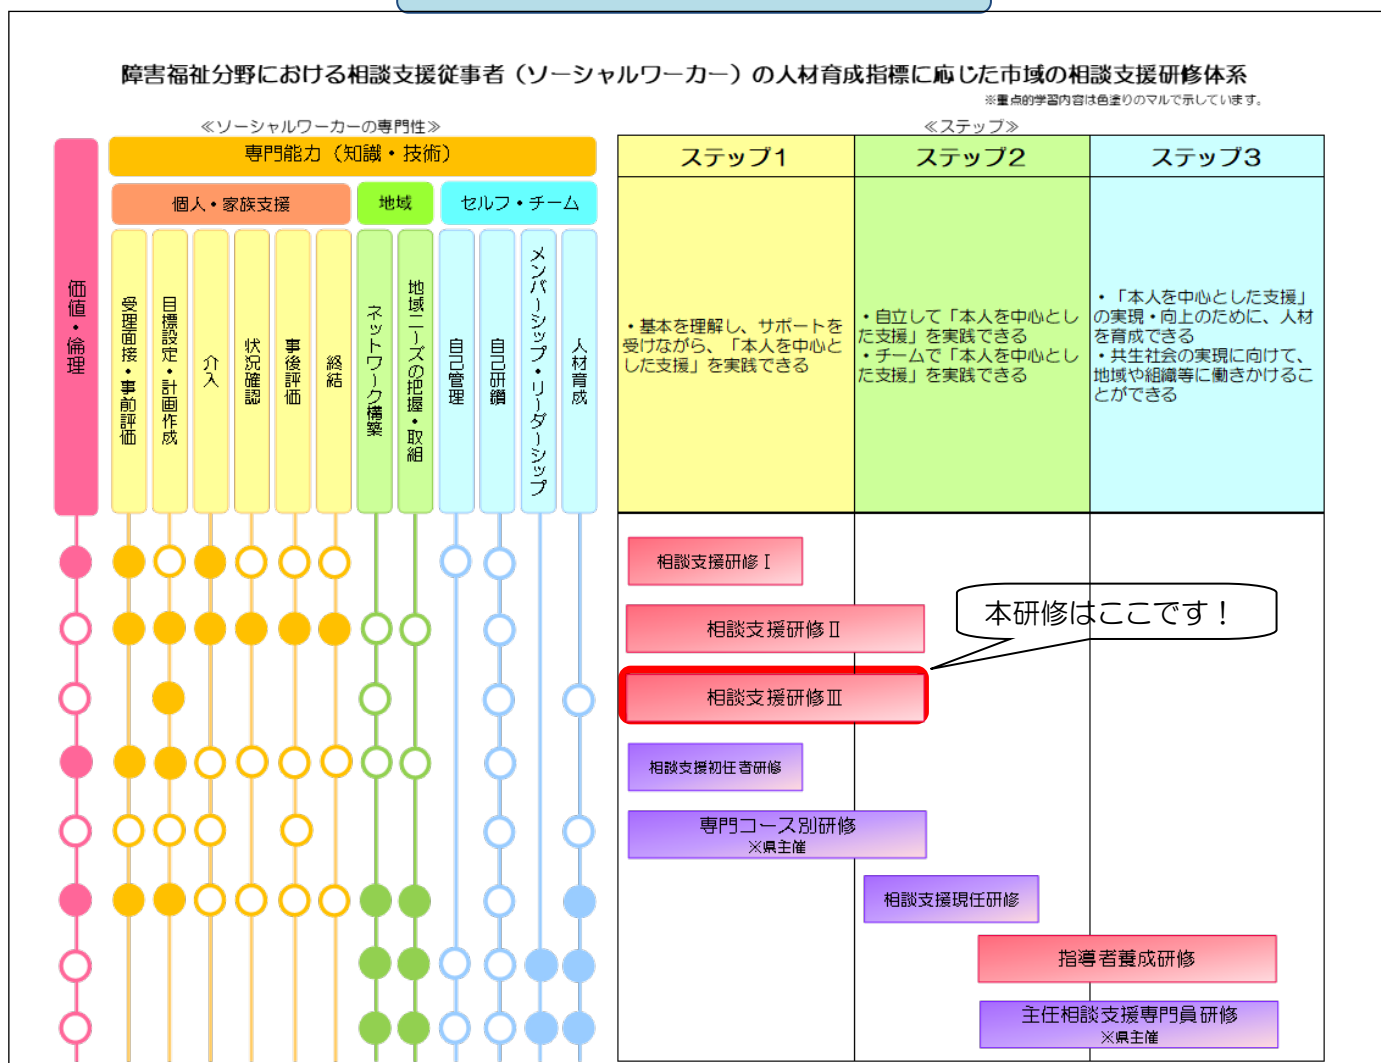 障害福祉分野における相談支援従事者（ソーシャルワーカー）の人材育成指標に応じた市域の相談支援研修体系
※重点的学習内容は色塗りのマルで示しています。
≪ソーシャルワーカーの専門性≫
≪ステップ≫
価値・倫理
専門能力（知識・技術）
個人・家族支援
地域
セルフ・チーム
受理面接・事前評価
目標設定・計画作成
介入
状況確認
事後評価
終結
ネットワーク構築
地域ニーズの把握・取組
自己管理
自己研鑽
メンバーシップ・リーダーシップ
人材育成
ステップ1
ステップ2
ステップ3
・基本を理解し、サポートを
受けながら、「本人を中心と
した支援」を実践できる
・自立して「本人を中心とし
た支援」を実践できる
・チームで「本人を中心とし
た支援」を実践できる
・「本人を中心とした支援」
の実現・向上のために、人材
を育成できる
・共生社会の実現に向けて、
地域や組織等に働きかけるこ
とができる
相談支援研修Ⅰ
相談支援研修Ⅱ
本研修はここです！
相談支援研修Ⅲ
相談支援初任者研修
専門コース別研修
※県主催
相談支援現任研修
指導者養成研修
主任相談支援専門員研修
※県主催